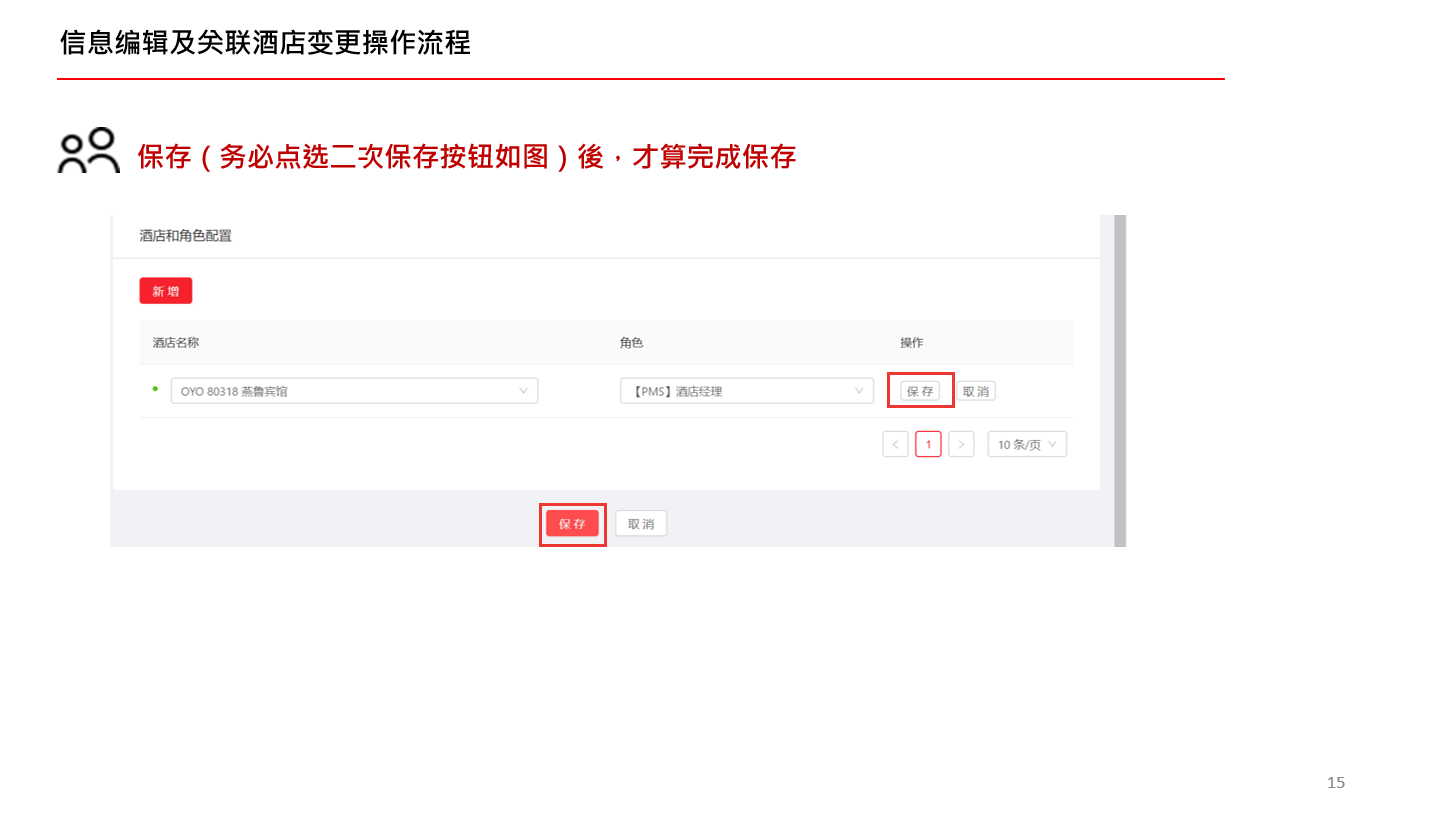 信息编辑及关联酒店变更操作流程
保存（务必点选二次保存按钮如图）後，才算完成保存
酒店和角色配置
新 增
酒店名称 角色 操作
OYO 80318 燕鲁宾馆 【PMS】酒店经理 保 存 取 消
< 1 > 10 条/页
保 存 取 消
15